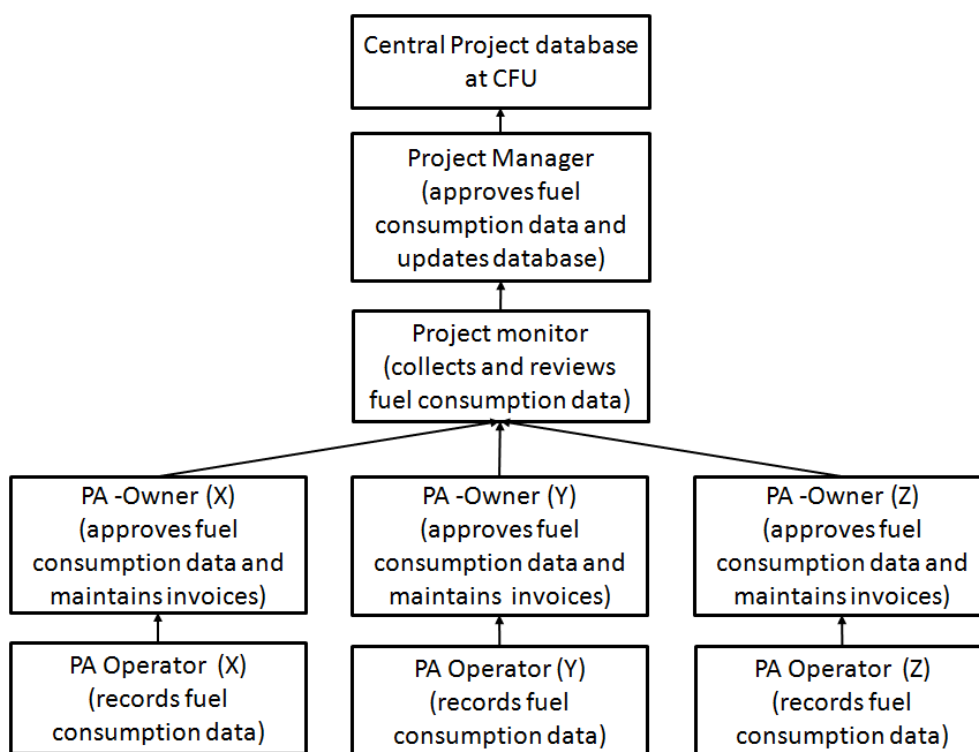 Central Project database
at CFU
Project Manager
(approves fuel
consumption data and
updates database)
Project monitor
(collects and reviews
fuel consumption data)
PA -Owner (X)
(approves fuel
consumption data and
maintains invoices)
PA -Owner (Y)
(approves fuel
consumption data and
maintains invoices)
PA -Owner (Z)
(approves fuel
consumption data and
maintains invoices)
PA Operator (X)
(records fuel
consumption data)
PA Operator (Y)
(records fuel
consumption data)
PA Operator (Z)
(records fuel
consumption data)